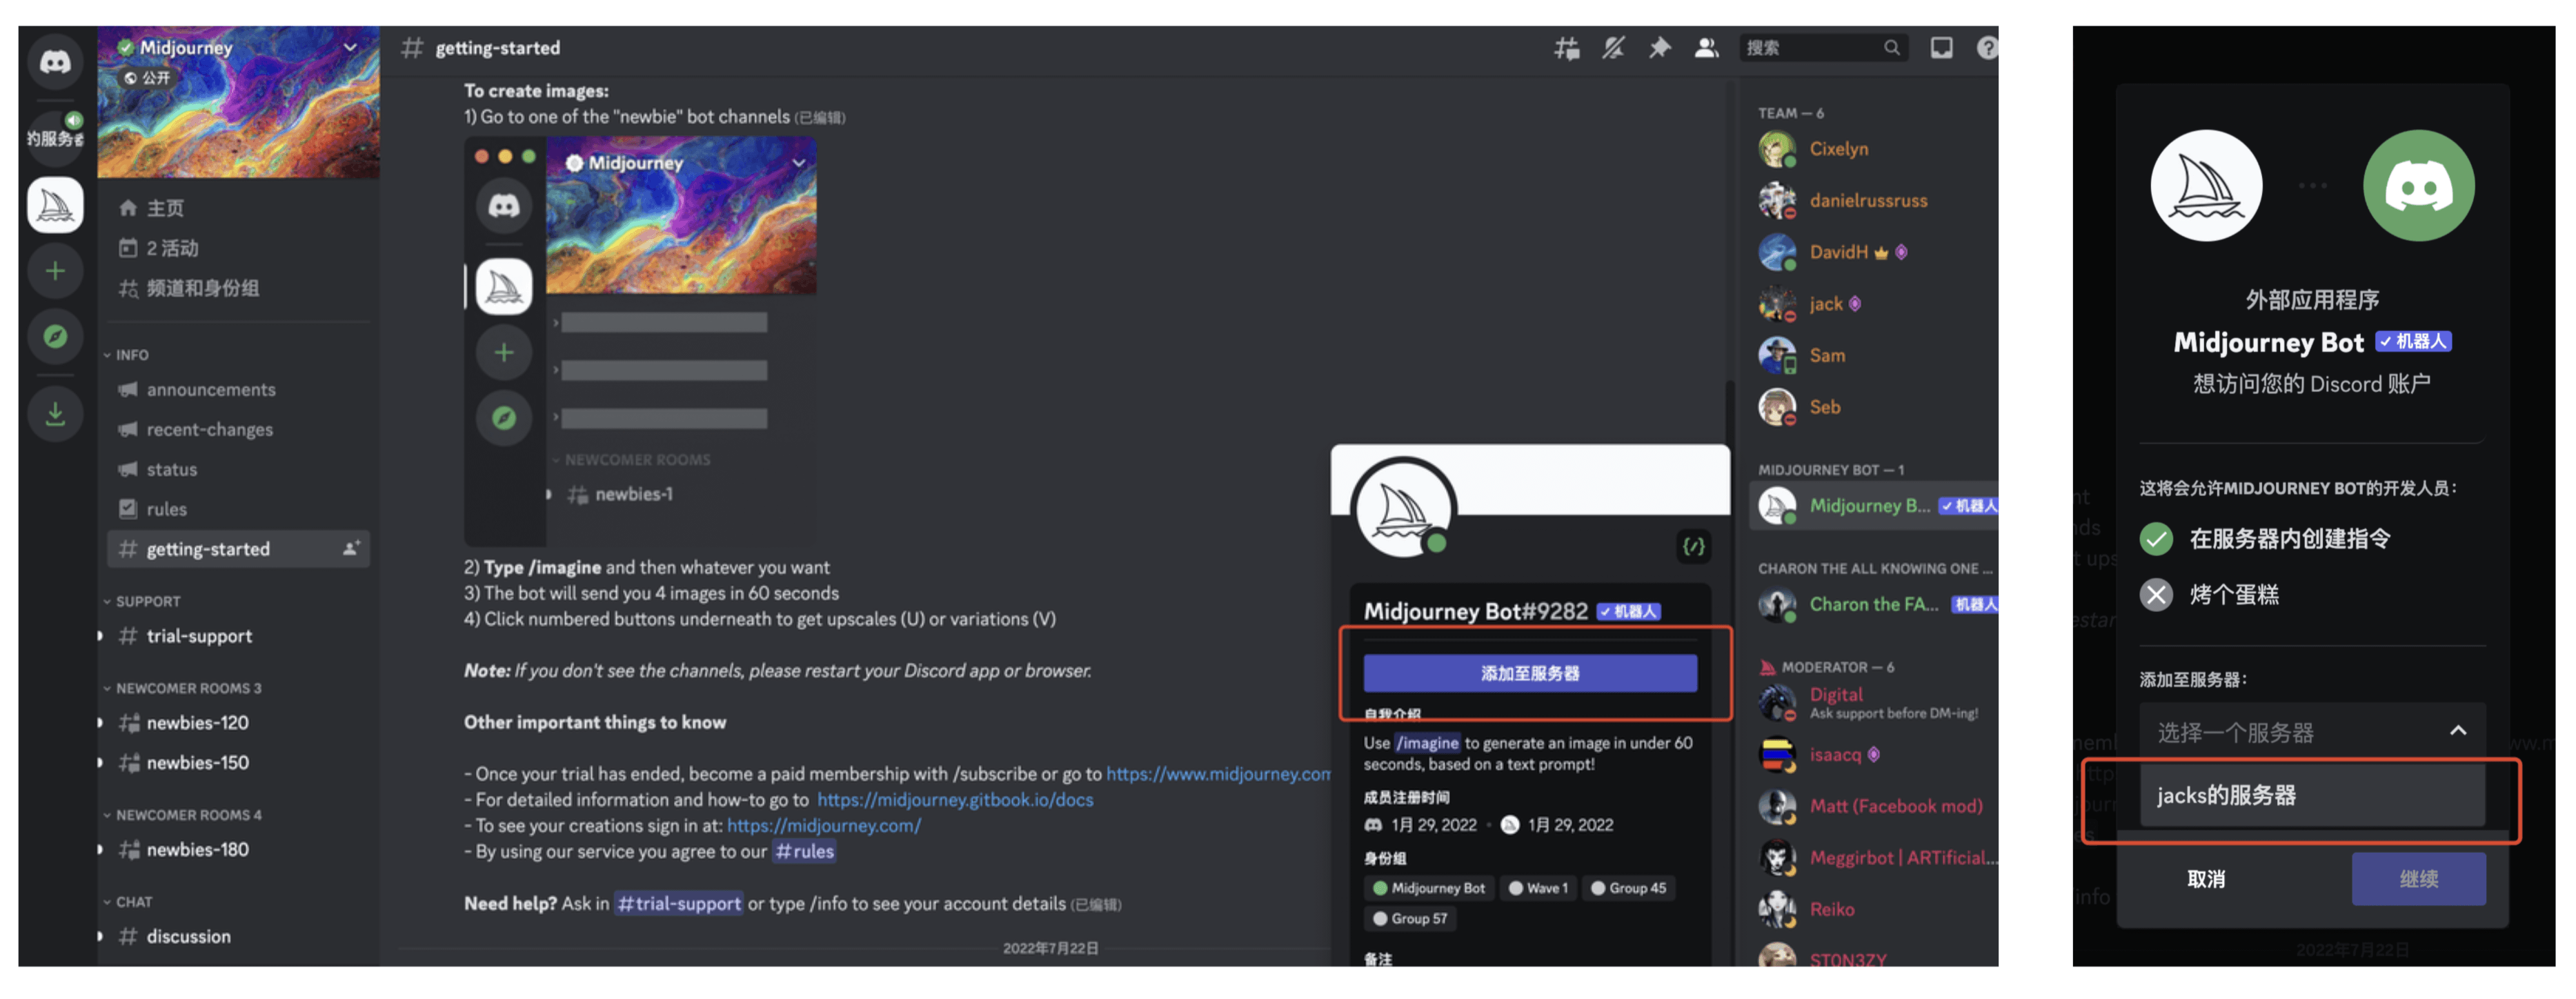 Midjourney
公开
的服务
主页
2 活动
频道和身份组
INFO
announcements
recent-changes
status
rules
getting-started
SUPPORT
trial-support
NEWCOMER ROOMS 3
newbies-120
newbies-150
NEWCOMER ROOMS 4
newbies-180
CHAT
discussion
getting-started
搜索
To create images:
1) Go to one of the "newbie" bot channels (已编辑)
Midjourney
NEWCOMER ROOMS
newbies-1
2) Type /imagine and then whatever you want
3) The bot will send you 4 images in 60 seconds
4) Click numbered buttons underneath to get upscales (U) or variations (V)
Note: If you don't see the channels, please restart your Discord app or browser.
Other important things to know
- Once your trial has ended, become a paid membership with /subscribe or go to https://www.midjourney.com
- For detailed information and how-to go to https://midjourney.gitbook.io/docs
- To see your creations sign in at: https://midjourney.com/
- By using our service you agree to our #rules
Need help? Ask in #trial-support or type /info to see your account details (已编辑)
2022年7月22日
Midjourney Bot#9282 机器人
添加至服务器
自我介绍
Use /imagine to generate an image in under 60
seconds, based on a text prompt!
成员注册时间
1月 29, 2022 • 1月 29, 2022
身份组
Midjourney Bot Wave 1 Group 45
Group 57
备注
TEAM — 6
Cixelyn
danielrussruss
DavidH
jack
Sam
Seb
MIDJOURNEY BOT — 1
Midjourney B... 机器人
CHARON THE ALL KNOWING ONE ...
Charon the FA... 机器人
MODERATOR — 6
Digital
Ask support before DM-ing!
isaacq
Matt (Facebook mod)
Meggirbot | ARTificial...
Reiko
ST0N3ZY
外部应用程序
Midjourney Bot 机器人
想访问您的 Discord 账户
这将会允许MIDJOURNEY BOT的开发人员：
在服务器内创建指令
烤个蛋糕
添加至服务器：
选择一个服务器
jacks的服务器
取消
继续
2022年7月22日